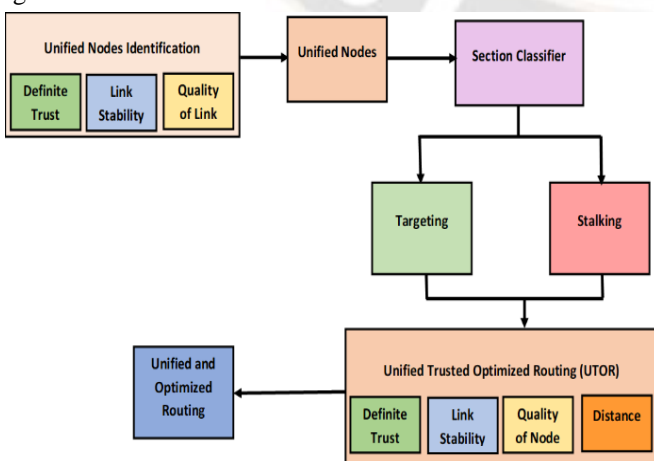 Unified Nodes Identification
Definite
Trust
Link
Stability
Quality
of Link
Unified Nodes
Section Classifier
Targeting
Stalking
Unified Trusted Optimized Routing (UTOR)
Definite
Trust
Link
Stability
Quality
of Node
Distance
Unified and
Optimized
Routing